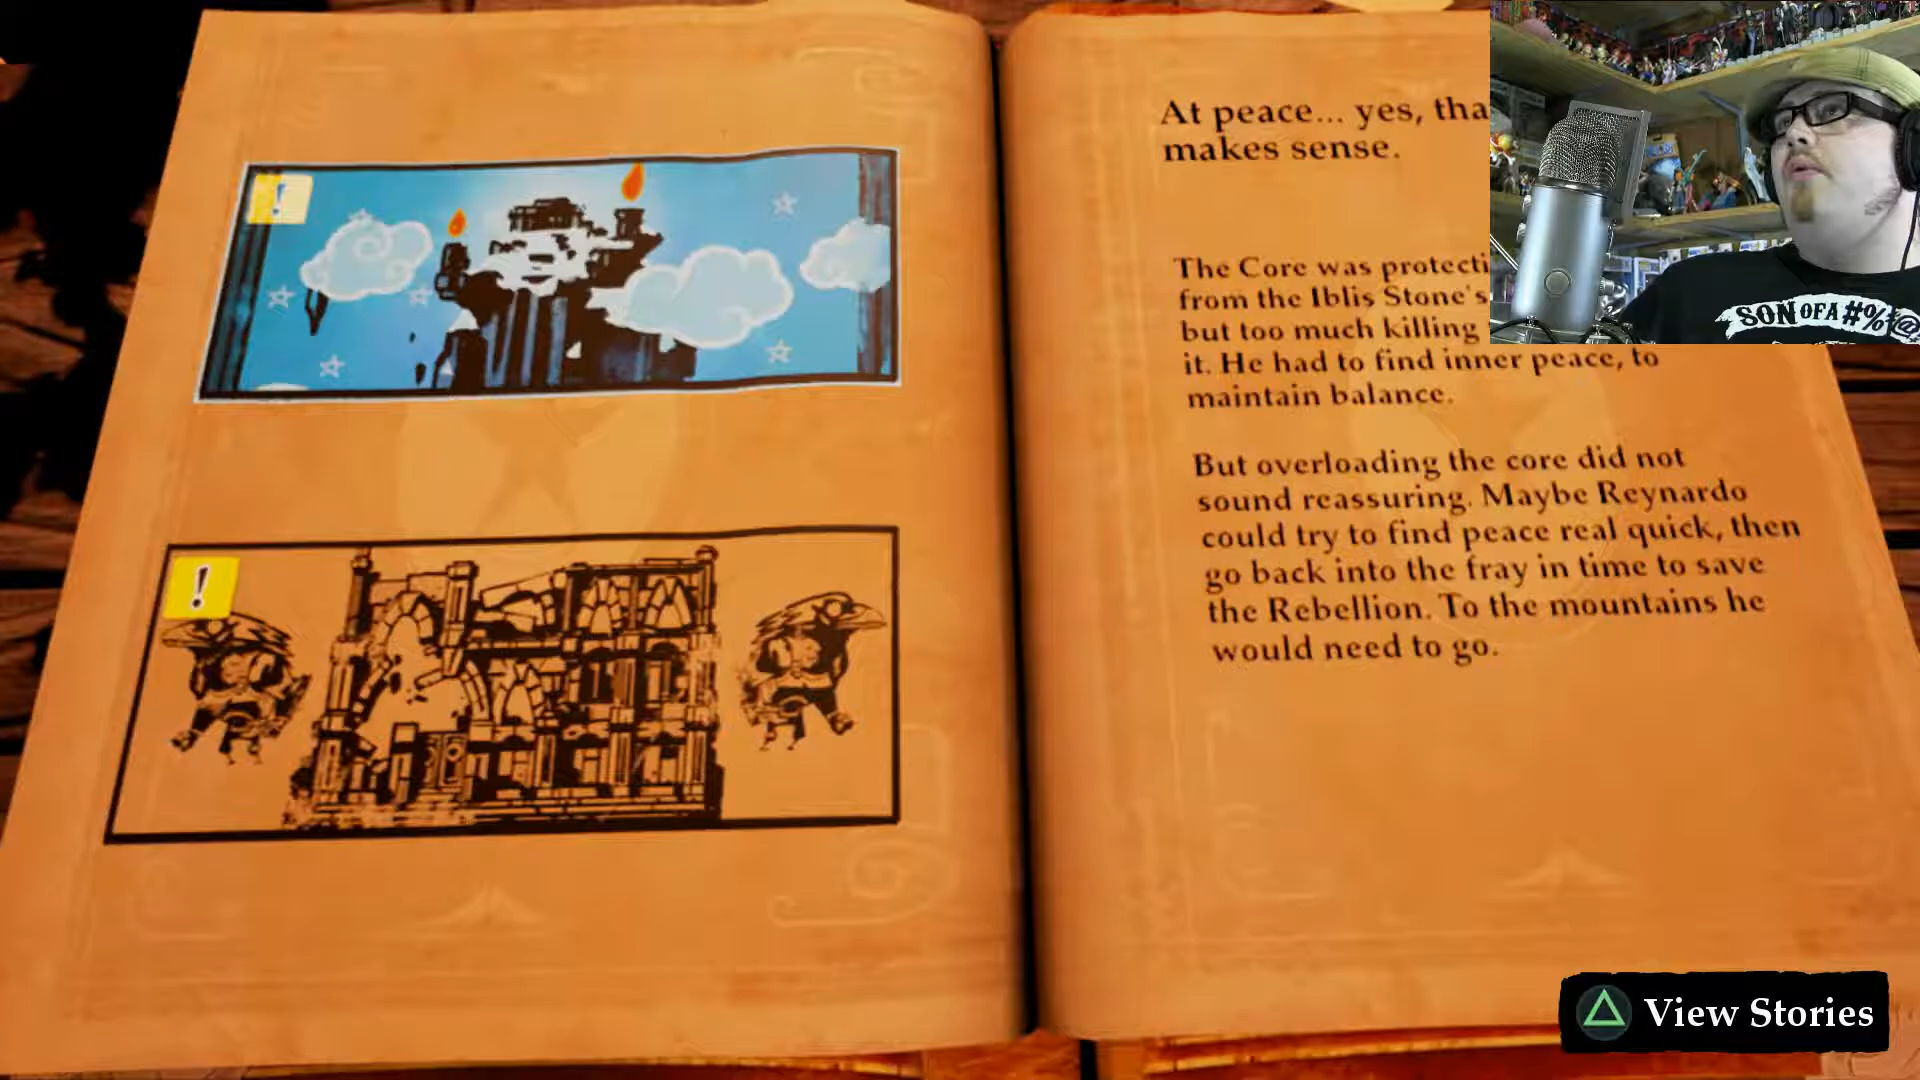 At peace... yes, tha
makes sense.
The Core was protecti
from the Iblis Stone's
but too much killing
it. He had to find inner peace, to
maintain balance.
But overloading the core did not
sound reassuring. Maybe Reynardo
could try to find peace real quick, then
go back into the fray in time to save
the Rebellion. To the mountains he
would need to go.
SON OF A #%*@
!
!
View Stories